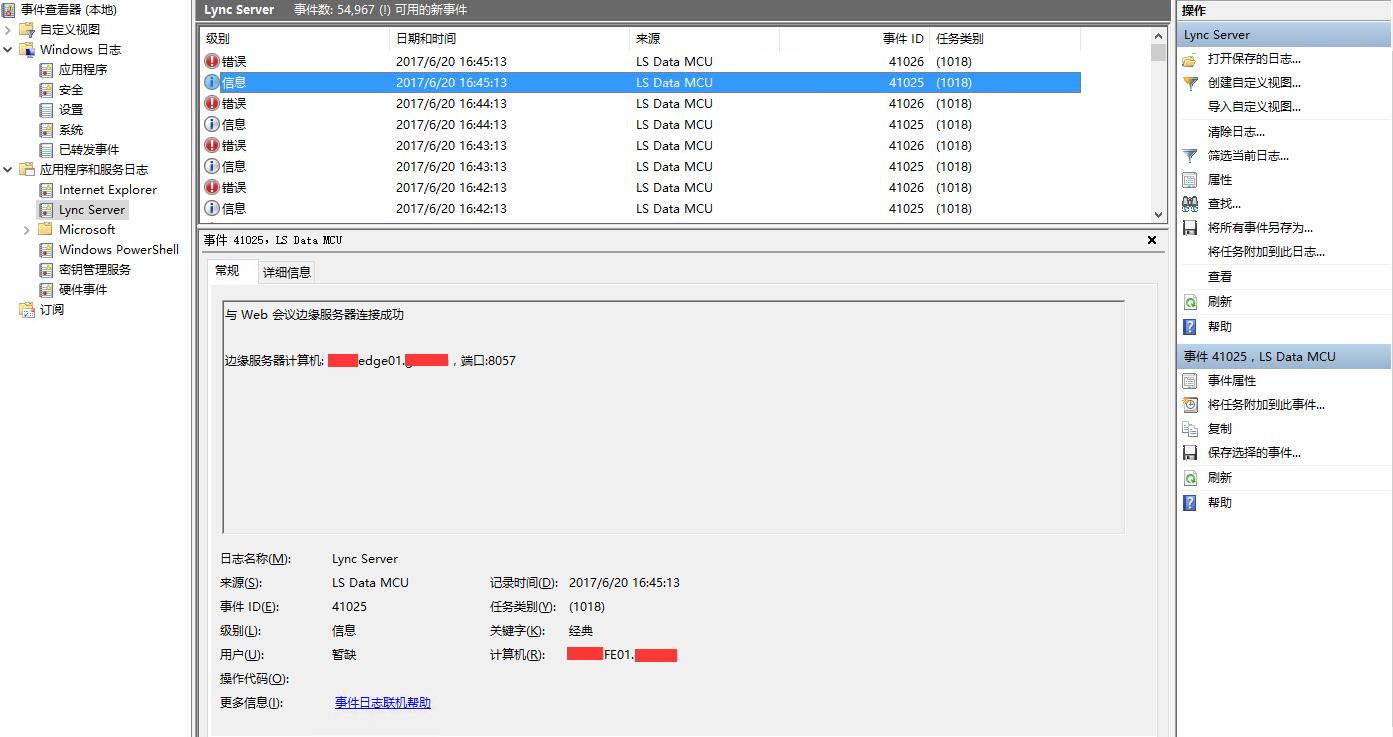 事件查看器 (本地)
自定义视图
Windows 日志
应用程序
安全
设置
系统
已转发事件
应用程序和服务日志
Internet Explorer
Lync Server
Microsoft
Windows PowerShell
密钥管理服务
硬件事件
订阅
Lync Server 事件数: 54,967 (!) 可用的新事件
级别 日期和时间 来源 事件 ID 任务类别
错误 2017/6/20 16:45:13 LS Data MCU 41026 (1018)
信息 2017/6/20 16:45:13 LS Data MCU 41025 (1018)
错误 2017/6/20 16:44:13 LS Data MCU 41026 (1018)
信息 2017/6/20 16:44:13 LS Data MCU 41025 (1018)
错误 2017/6/20 16:43:13 LS Data MCU 41026 (1018)
信息 2017/6/20 16:43:13 LS Data MCU 41025 (1018)
错误 2017/6/20 16:42:13 LS Data MCU 41026 (1018)
信息 2017/6/20 16:42:13 LS Data MCU 41025 (1018)
事件 41025，LS Data MCU
常规 详细信息
与 Web 会议边缘服务器连接成功
边缘服务器计算机: edge01. ，端口:8057
日志名称(M): Lync Server
来源(S): LS Data MCU 记录时间(D): 2017/6/20 16:45:13
事件 ID(E): 41025 任务类别(Y): (1018)
级别(L): 信息 关键字(K): 经典
用户(U): 暂缺 计算机(R): FE01.
操作代码(O):
更多信息(I): 事件日志联机帮助
操作
Lync Server
打开保存的日志...
创建自定义视图...
导入自定义视图...
清除日志...
筛选当前日志...
属性
查找...
将所有事件另存为...
将任务附加到此日志...
查看
刷新
帮助
事件 41025，LS Data MCU
事件属性
将任务附加到此事件...
复制
保存选择的事件...
刷新
帮助